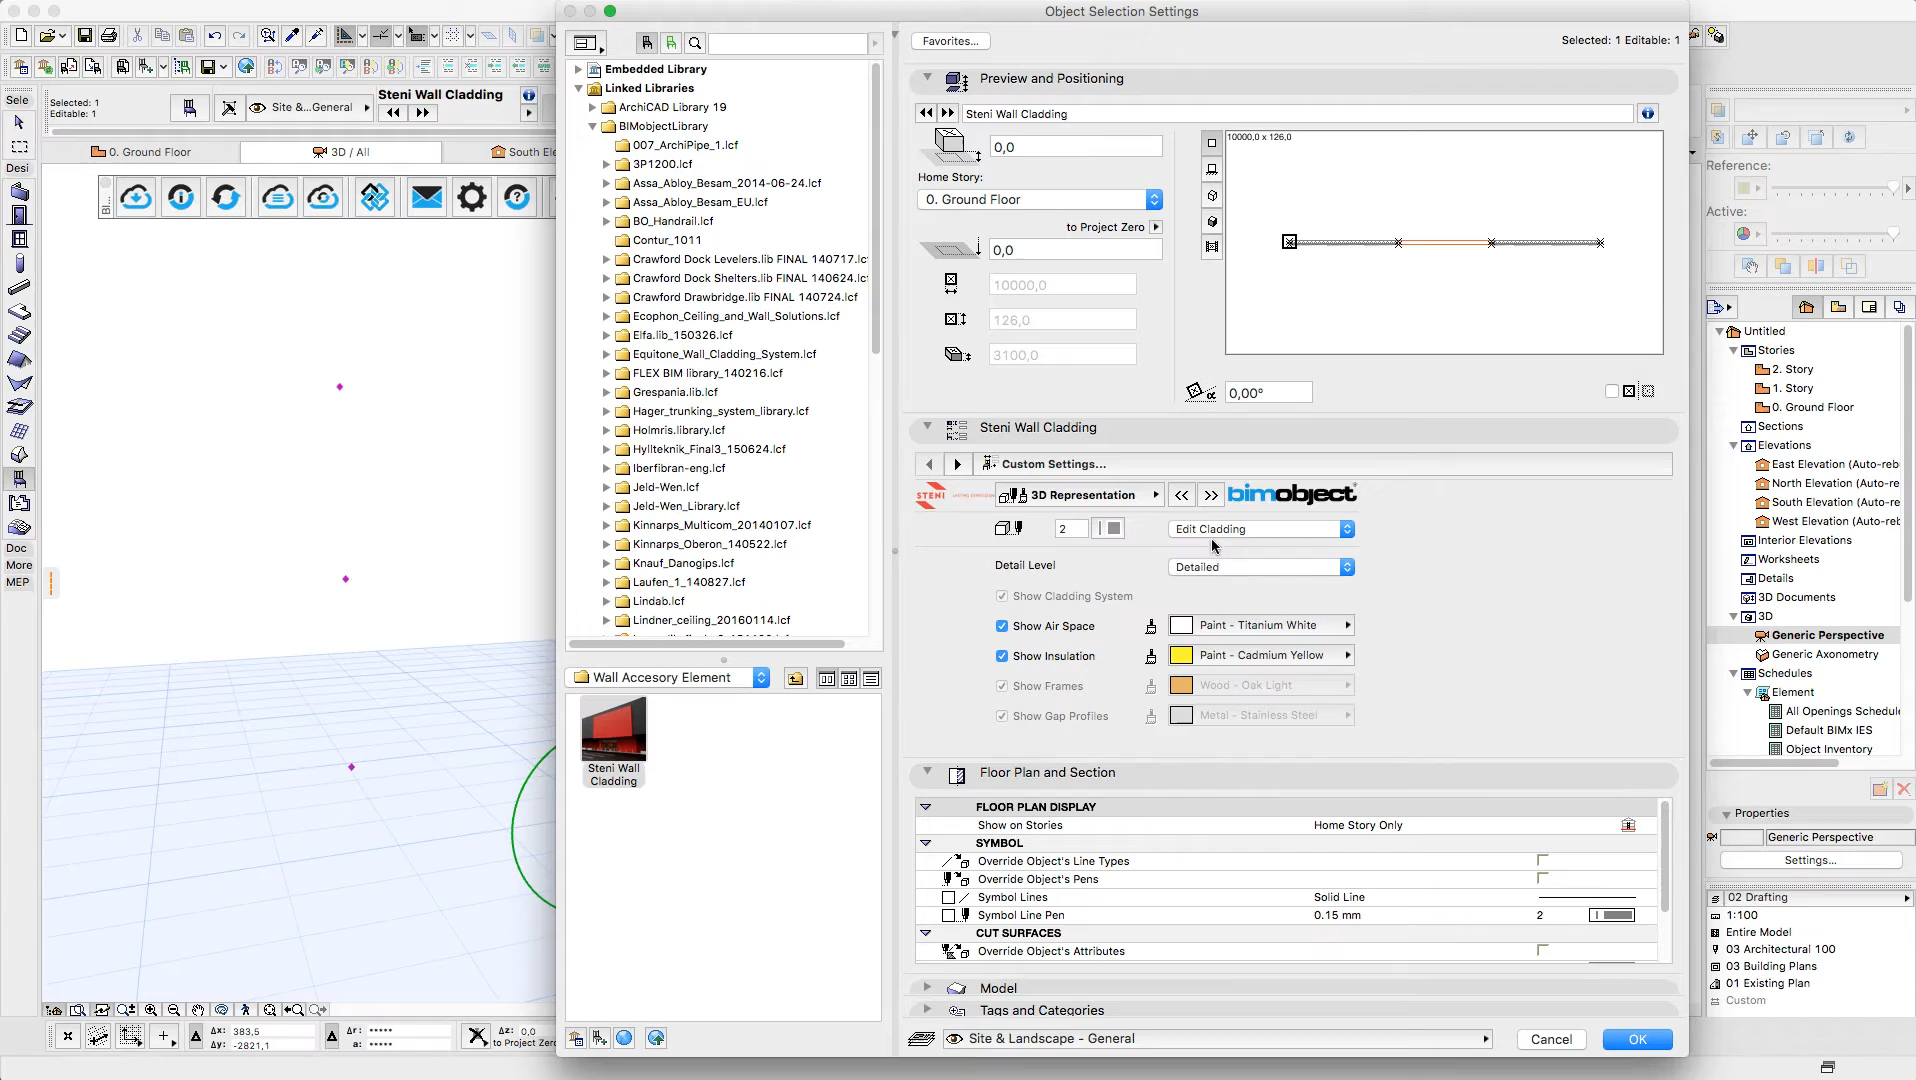 Object Selection Settings
Favorites...
Selected: 1 Editable: 1
Embedded Library
Linked Libraries
ArchiCAD Library 19
BIMobjectLibrary
007_ArchiPipe_1.lcf
3P1200.lcf
Assa_Abloy_Besam_2014-06-24.lcf
Assa_Abloy_Besam_EU.lcf
BO_Handrail.lcf
Contur_1011
Crawford Dock Levelers.lib FINAL 140717.lcf
Crawford Dock Shelters.lib FINAL 140624.lcf
Crawford Drawbridge.lib FINAL 140724.lcf
Ecophon_Ceiling_and_Wall_Solutions.lcf
Elfa.lib_150326.lcf
Equitone_Wall_Cladding_System.lcf
FLEX BIM library_140216.lcf
Grespania.lib.lcf
Hager_trunking_system_library.lcf
Holmris.library.lcf
Hyllteknik_Final3_150624.lcf
Iberfibran-eng.lcf
Jeld-Wen.lcf
Jeld-Wen_Library.lcf
Kinnarps_Multicom_20140107.lcf
Kinnarps_Oberon_140522.lcf
Knauf_Danogips.lcf
Laufen_1_140827.lcf
Lindab.lcf
Lindner_ceiling_20160114.lcf
Wall Accesory Element
Steni Wall
Cladding
Preview and Positioning
Steni Wall Cladding
0,0
Home Story:
0. Ground Floor
to Project Zero
0,0
10000,0
126,0
3100,0
10000,0 x 126,0
α
0,00°
Steni Wall Cladding
Custom Settings...
STENI
3D Representation
<<
>>
bimobject
2
Edit Cladding
Detail Level
Detailed
Show Cladding System
Show Air Space
Paint - Titanium White
Show Insulation
Paint - Cadmium Yellow
Show Frames
Wood - Oak Light
Show Gap Profiles
Metal - Stainless Steel
Floor Plan and Section
FLOOR PLAN DISPLAY
Show on Stories
Home Story Only
SYMBOL
Override Object's Line Types
Override Object's Pens
Symbol Lines
Solid Line
Symbol Line Pen
0.15 mm
2
CUT SURFACES
Override Object's Attributes
Model
Tags and Categories
Site & Landscape - General
Cancel
OK
Sele
Selected: 1
Editable: 1
Site &...General
Steni Wall Cladding
0. Ground Floor
3D / All
South Ele
Desi
Bi...
Doc
More
MEP
Δx: 383,5
Δy: -2821,1
Δr: *****
a: *****
Δz: 0,0
to Project Zero
Reference:
Active:
Untitled
Stories
2. Story
1. Story
0. Ground Floor
Sections
Elevations
East Elevation (Auto-reb
North Elevation (Auto-re
South Elevation (Auto-re
West Elevation (Auto-re
Interior Elevations
Worksheets
Details
3D Documents
3D
Generic Perspective
Generic Axonometry
Schedules
Element
All Openings Schedule
Default BIMx IES
Object Inventory
Properties
Generic Perspective
Settings...
02 Drafting
1:100
Entire Model
03 Architectural 100
03 Building Plans
01 Existing Plan
Custom